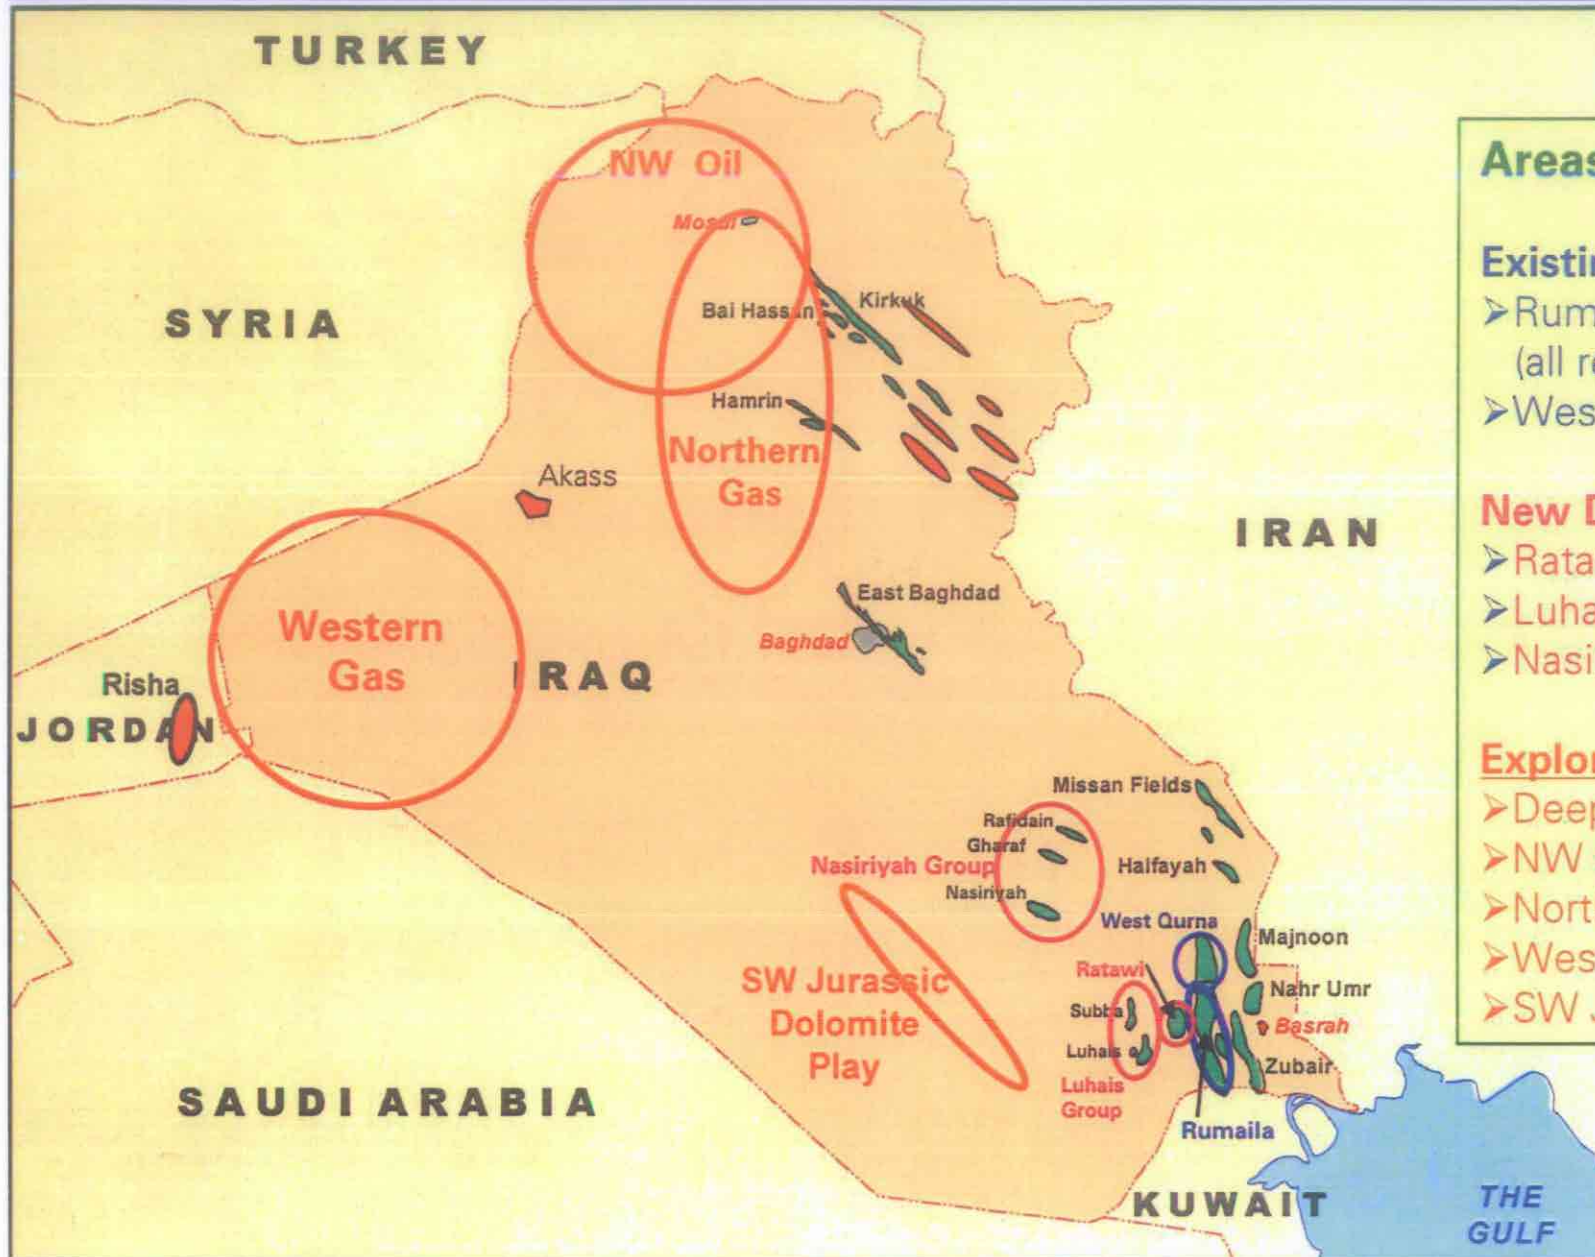 TURKEY
NW Oil
Mosul
SYRIA
Bai Hassan
Kirkuk
Hamrin
Northern
Gas
Akass
IRAN
East Baghdad
Baghdad
Western
Gas
IRAQ
Risha
JORDAN
Missan Fields
Rafidain
Gharaf
Nasiriyah Group
Halfayah
Nasiriyah
West Qurna
Majnoon
Ratawi
SW Jurassic
Dolomite
Play
Nahr Umr
Subba
Basrah
Luhais
Zubair
Luhais
Group
Rumaila
SAUDI ARABIA
KUWAIT
THE
GULF
Areas
Existin
➢Rum
(all re
➢Wes
New D
➢Rata
➢Luha
➢Nasi
Explor
➢Deep
➢NW
➢Nort
➢Wes
➢SW J